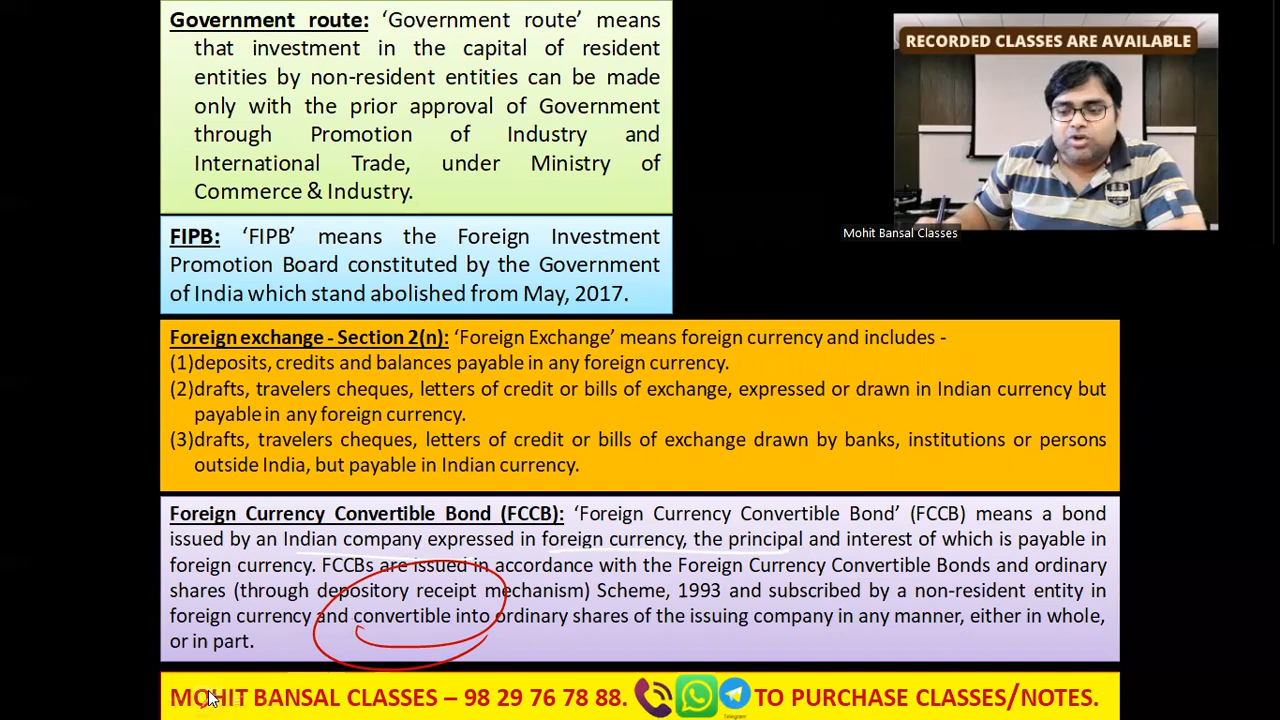 Government route: ‘Government route’ means
that investment in the capital of resident
entities by non-resident entities can be made
only with the prior approval of Government
through Promotion of Industry and
International Trade, under Ministry of
Commerce & Industry.
FIPB: ‘FIPB’ means the Foreign Investment
Promotion Board constituted by the Government
of India which stand abolished from May, 2017.
RECORDED CLASSES ARE AVAILABLE
Mohit Bansal Classes
Foreign exchange - Section 2(n): ‘Foreign Exchange’ means foreign currency and includes -
(1)deposits, credits and balances payable in any foreign currency.
(2)drafts, travelers cheques, letters of credit or bills of exchange, expressed or drawn in Indian currency but
payable in any foreign currency.
(3)drafts, travelers cheques, letters of credit or bills of exchange drawn by banks, institutions or persons
outside India, but payable in Indian currency.
Foreign Currency Convertible Bond (FCCB): ‘Foreign Currency Convertible Bond’ (FCCB) means a bond
issued by an Indian company expressed in foreign currency, the principal and interest of which is payable in
foreign currency. FCCBs are issued in accordance with the Foreign Currency Convertible Bonds and ordinary
shares (through depository receipt mechanism) Scheme, 1993 and subscribed by a non-resident entity in
foreign currency and convertible into ordinary shares of the issuing company in any manner, either in whole,
or in part.
MOHIT BANSAL CLASSES – 98 29 76 78 88. TO PURCHASE CLASSES/NOTES.
Telegram